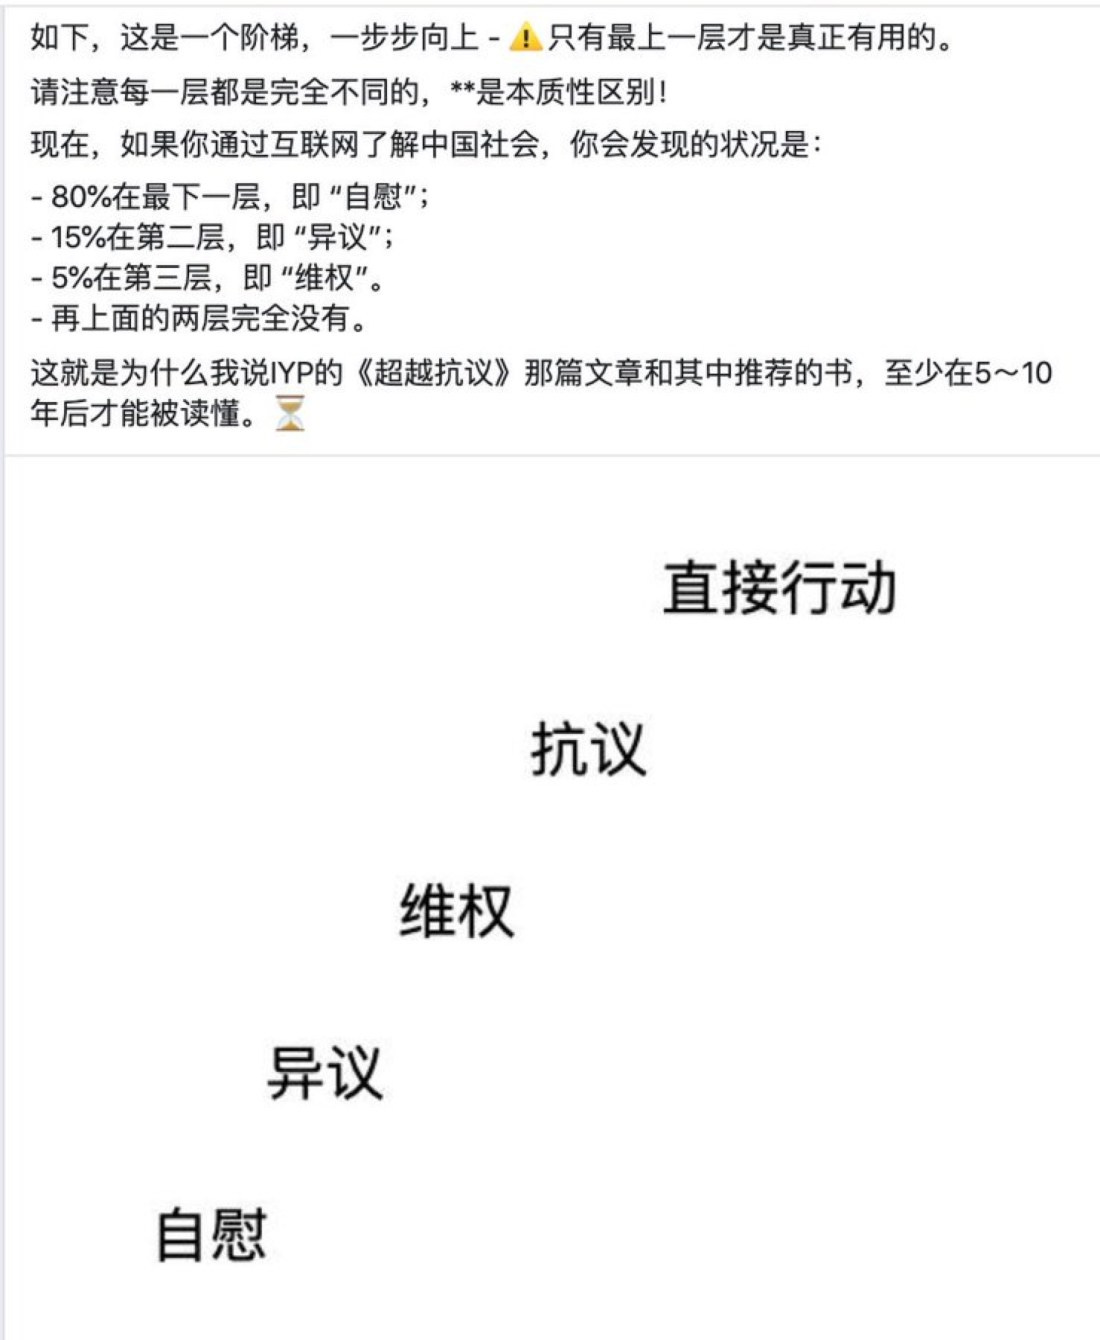 如下，这是一个阶梯，一步步向上 - ⚠️只有最上一层才是真正有用的。
请注意每一层都是完全不同的，**是本质性区别！
现在，如果你通过互联网了解中国社会，你会发现的状况是：
- 80%在最下一层，即 “自慰”；
- 15%在第二层，即 “异议”；
- 5%在第三层，即 “维权”。
- 再上面的两层完全没有。
这就是为什么我说IYP的《超越抗议》那篇文章和其中推荐的书，至少在5～10
年后才能被读懂。⏳
直接行动
抗议
维权
异议
自慰